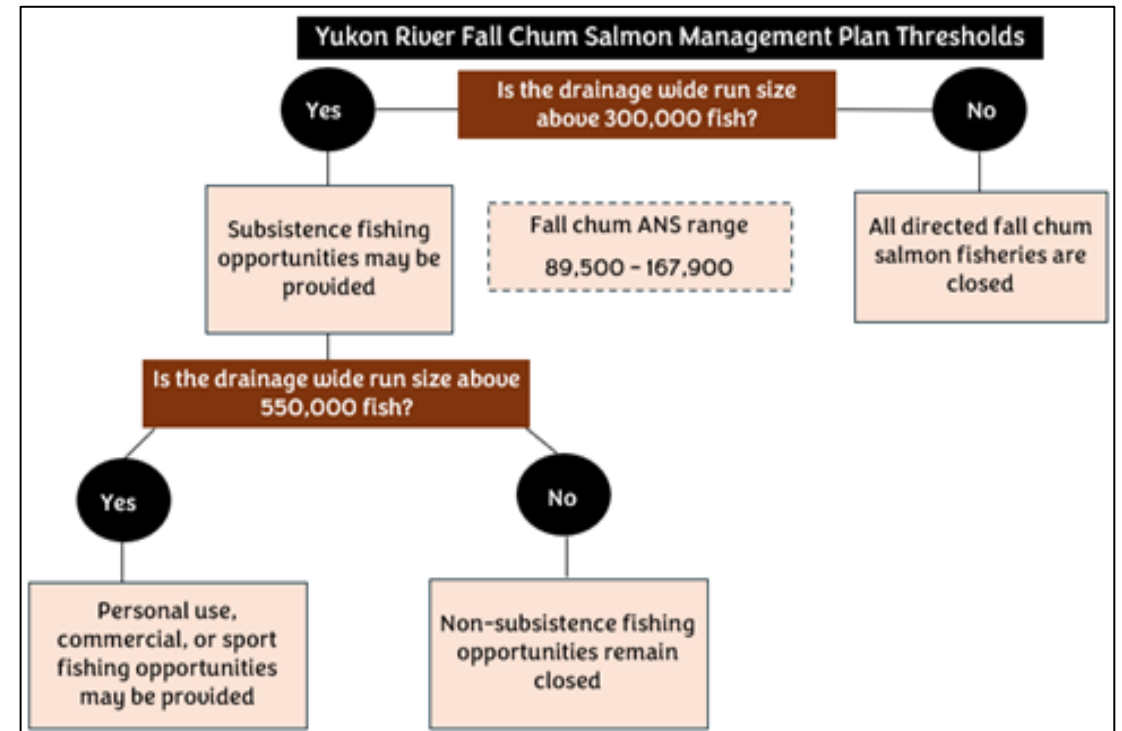 Yukon River Fall Chum Salmon Management Plan Thresholds
Yes
Is the drainage wide run size
above 300,000 fish?
No
Subsistence fishing
opportunities may be
provided
Fall chum ANS range
89,500 – 167,900
All directed fall chum
salmon fisheries are
closed
Is the drainage wide run size above
550,000 fish?
Yes
No
Personal use,
commercial, or sport
fishing opportunities
may be provided
Non-subsistence fishing
opportunities remain
closed